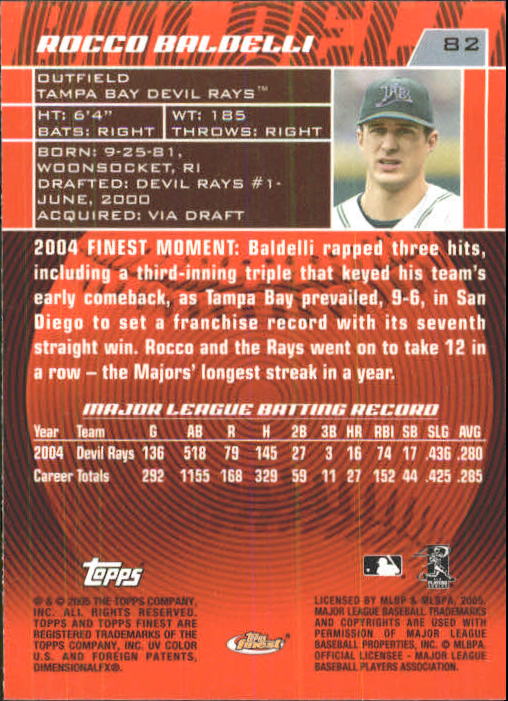 ROCCO BALDELLI
82
OUTFIELD
TAMPA BAY DEVIL RAYS™
HT: 6'4" WT: 185
BATS: RIGHT THROWS: RIGHT
BORN: 9-25-81,
WOONSOCKET, RI
DRAFTED: DEVIL RAYS #1-
JUNE, 2000
ACQUIRED: VIA DRAFT
TB
2004 FINEST MOMENT: Baldelli rapped three hits,
including a third-inning triple that keyed his team's
early comeback, as Tampa Bay prevailed, 9-6, in San
Diego to set a franchise record with its seventh
straight win. Rocco and the Rays went on to take 12 in
a row – the Majors' longest streak in a year.
MAJOR LEAGUE BATTING RECORD
Year Team G AB R H 2B 3B HR RBI SB SLG AVG
2004 Devil Rays 136 518 79 145 27 3 16 74 17 .436 .280
Career Totals 292 1155 168 329 59 11 27 152 44 .425 .285
Topps
® & © 2005 THE TOPPS COMPANY,
INC. ALL RIGHTS RESERVED.
TOPPS AND TOPPS FINEST ARE
REGISTERED TRADEMARKS OF THE
TOPPS COMPANY, INC. UV COLOR
U.S. AND FOREIGN PATENTS,
DIMENSIONALFX®.
Topps finest®
LICENSED BY MLBP & MLBPA, 2005.
MAJOR LEAGUE BASEBALL TRADEMARKS
AND COPYRIGHTS ARE USED WITH
PERMISSION OF MAJOR LEAGUE
BASEBALL PROPERTIES, INC. © MLBPA.
OFFICIAL LICENSEE - MAJOR LEAGUE
BASEBALL PLAYERS ASSOCIATION.